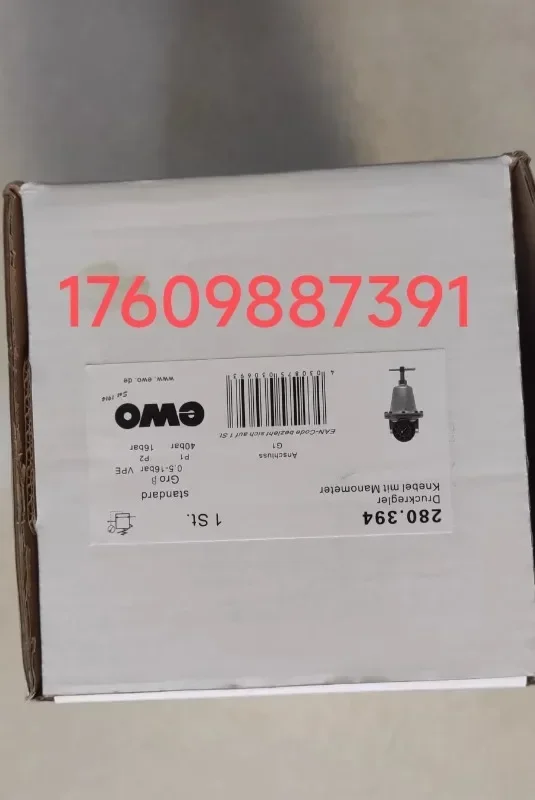 17609887391
280.394
1 St.
Druckregler
Knebel mit Manometer
standard
Groβ
0.5-16bar VPE
Anschluss
G1
P1 P2
40bar 16bar
EAN-Code bezieht sich auf 1 St
ewo
www.ewo.de